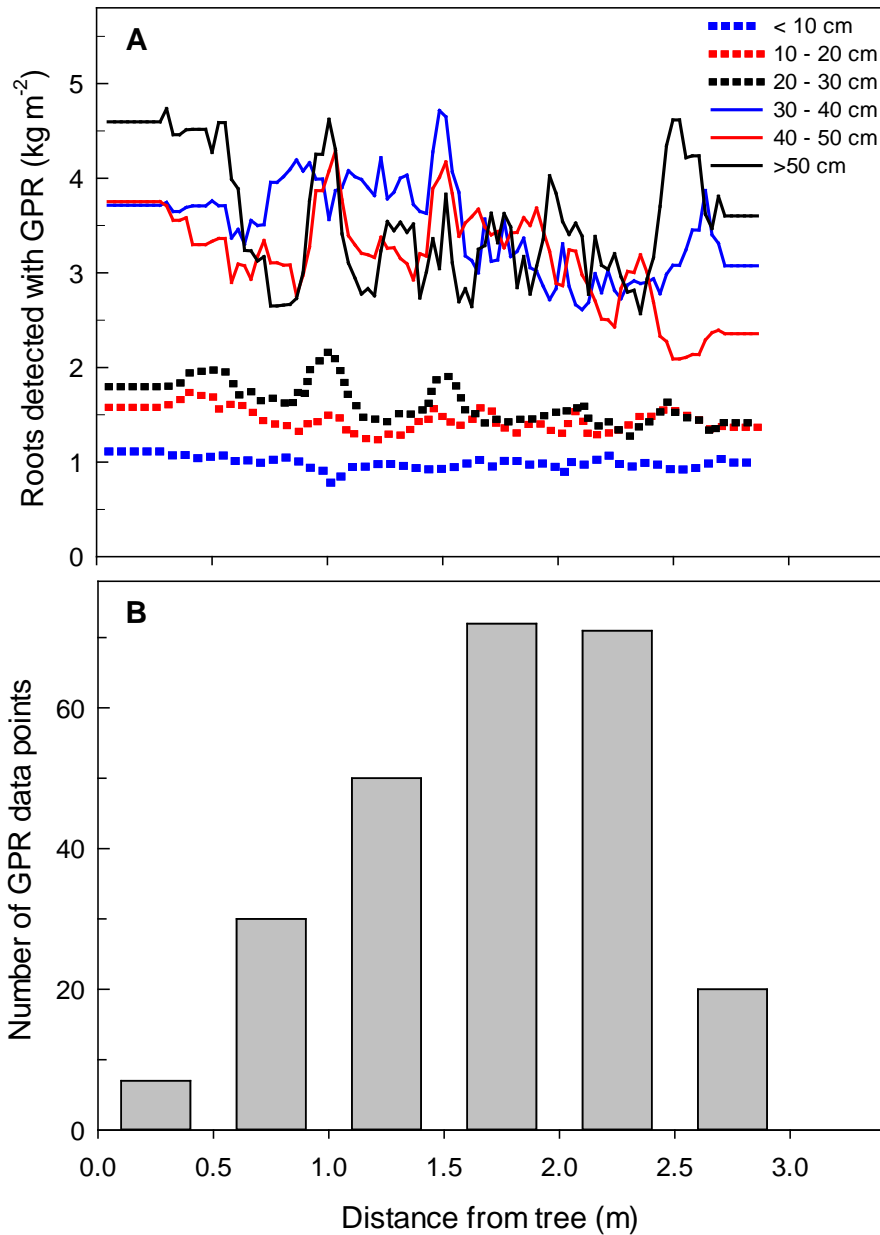 A
< 10 cm
10 - 20 cm
20 - 30 cm
30 - 40 cm
40 - 50 cm
>50 cm
Roots detected with GPR (kg m-2)
5
4
3
2
1
0
B
Number of GPR data points
60
40
20
0
0.0 0.5 1.0 1.5 2.0 2.5 3.0
Distance from tree (m)